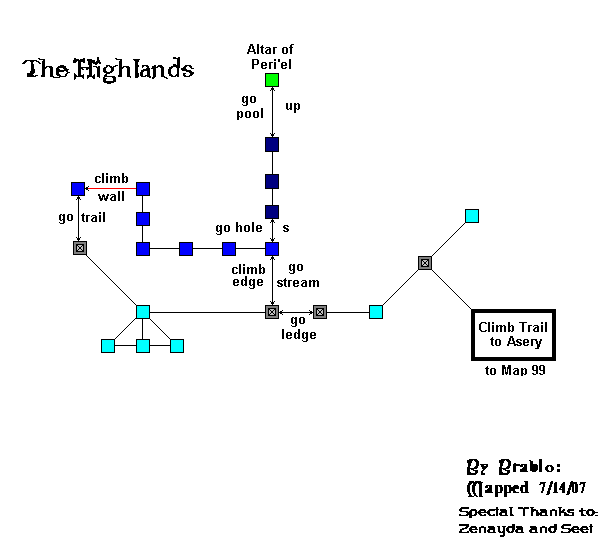 The Highlands
Altar of
Peri'el
go
pool
up
climb
wall
go trail
go hole
s
climb
edge
go
stream
go
ledge
Climb Trail
to Asery
to Map 99
By Brablo:
Mapped 7/14/07
Special Thanks to:
Zenayda and Seet